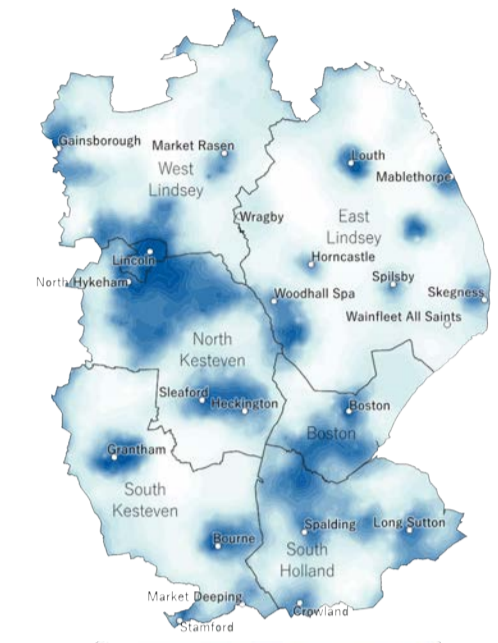 Gainsborough
Market Rasen
West
Lindsey
Louth
Mablethorpe
Wragby
East
Lindsey
Lincoln
Horncastle
North Hykeham
Spilsby
Woodhall Spa
Skegness
Wainfleet All Saints
North
Kesteven
Sleaford
Heckington
Boston
Boston
Grantham
South
Kesteven
Spalding
Long Sutton
Bourne
South
Holland
Market Deeping
Crowland
Stamford